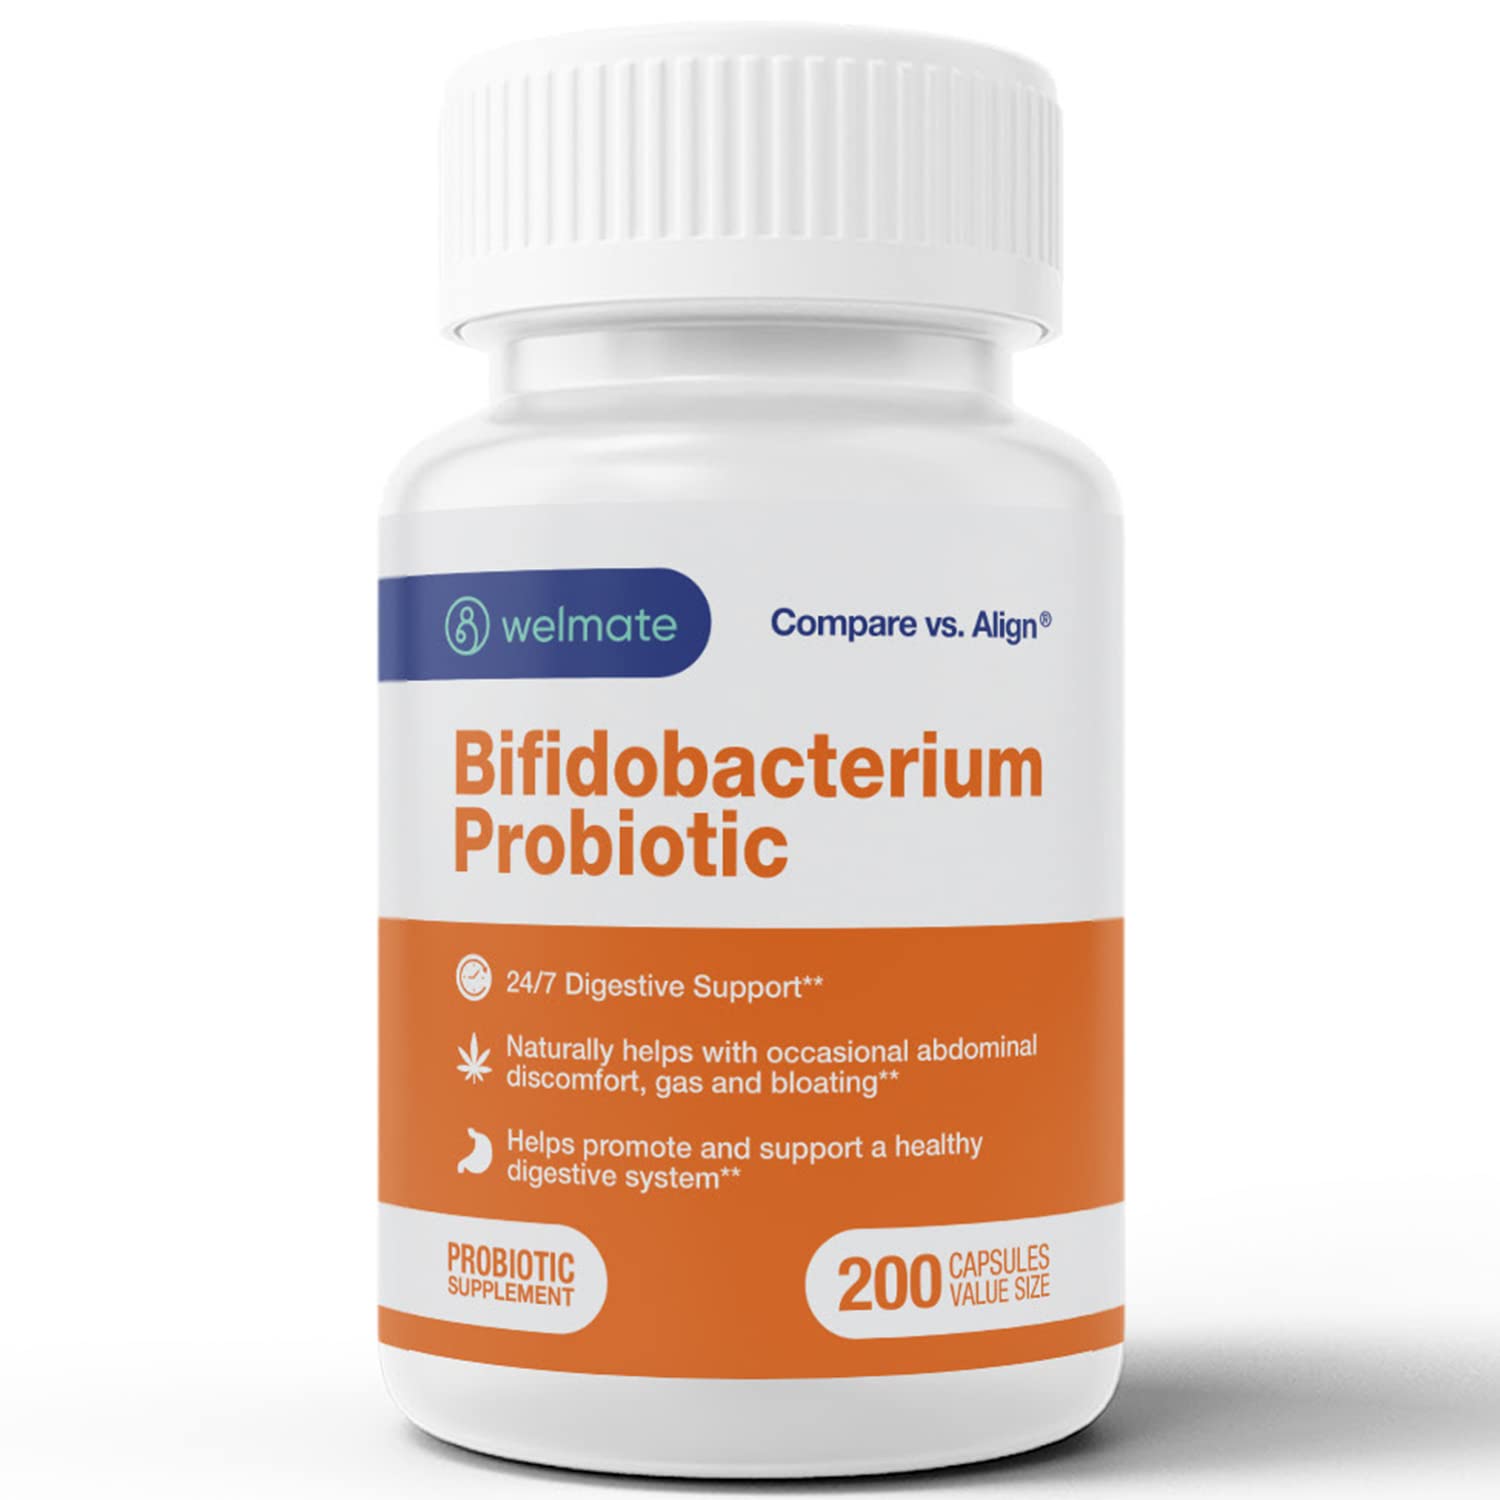 welmate
Compare vs. Align®
Bifidobacterium
Probiotic
24/7 Digestive Support**
Naturally helps with occasional abdominal
discomfort, gas and bloating**
Helps promote and support a healthy
digestive system**
PROBIOTIC
SUPPLEMENT
200 CAPSULES
VALUE SIZE